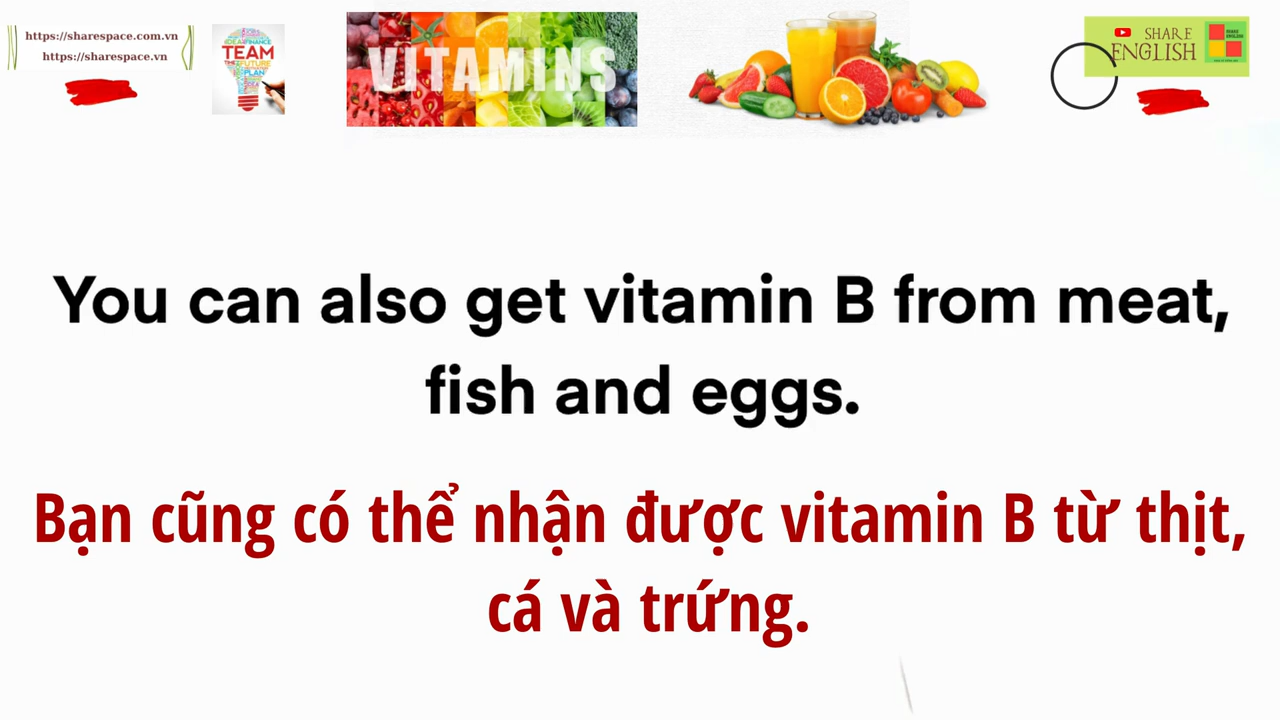 https://sharespace.com.vn
https://sharespace.vn
TEAM
PLAN
VITAMINS
SHARE
ENGLISH
You can also get vitamin B from meat,
fish and eggs.
Bạn cũng có thể nhận được vitamin B từ thịt,
cá và trứng.